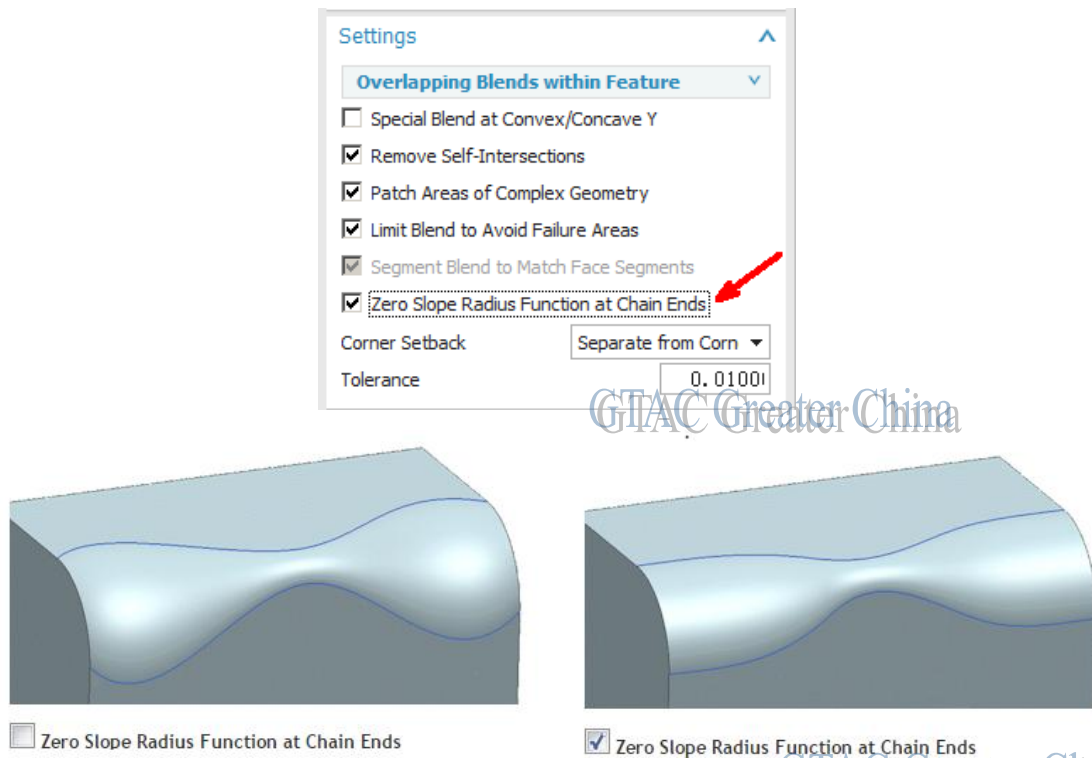 Settings
Overlapping Blends within Feature
Special Blend at Convex/Concave Y
Remove Self-Intersections
Patch Areas of Complex Geometry
Limit Blend to Avoid Failure Areas
Segment Blend to Match Face Segments
Zero Slope Radius Function at Chain Ends
Corner Setback Separate from Corn
Tolerance 0.0100
GTAC Greater China
Zero Slope Radius Function at Chain Ends
Zero Slope Radius Function at Chain Ends